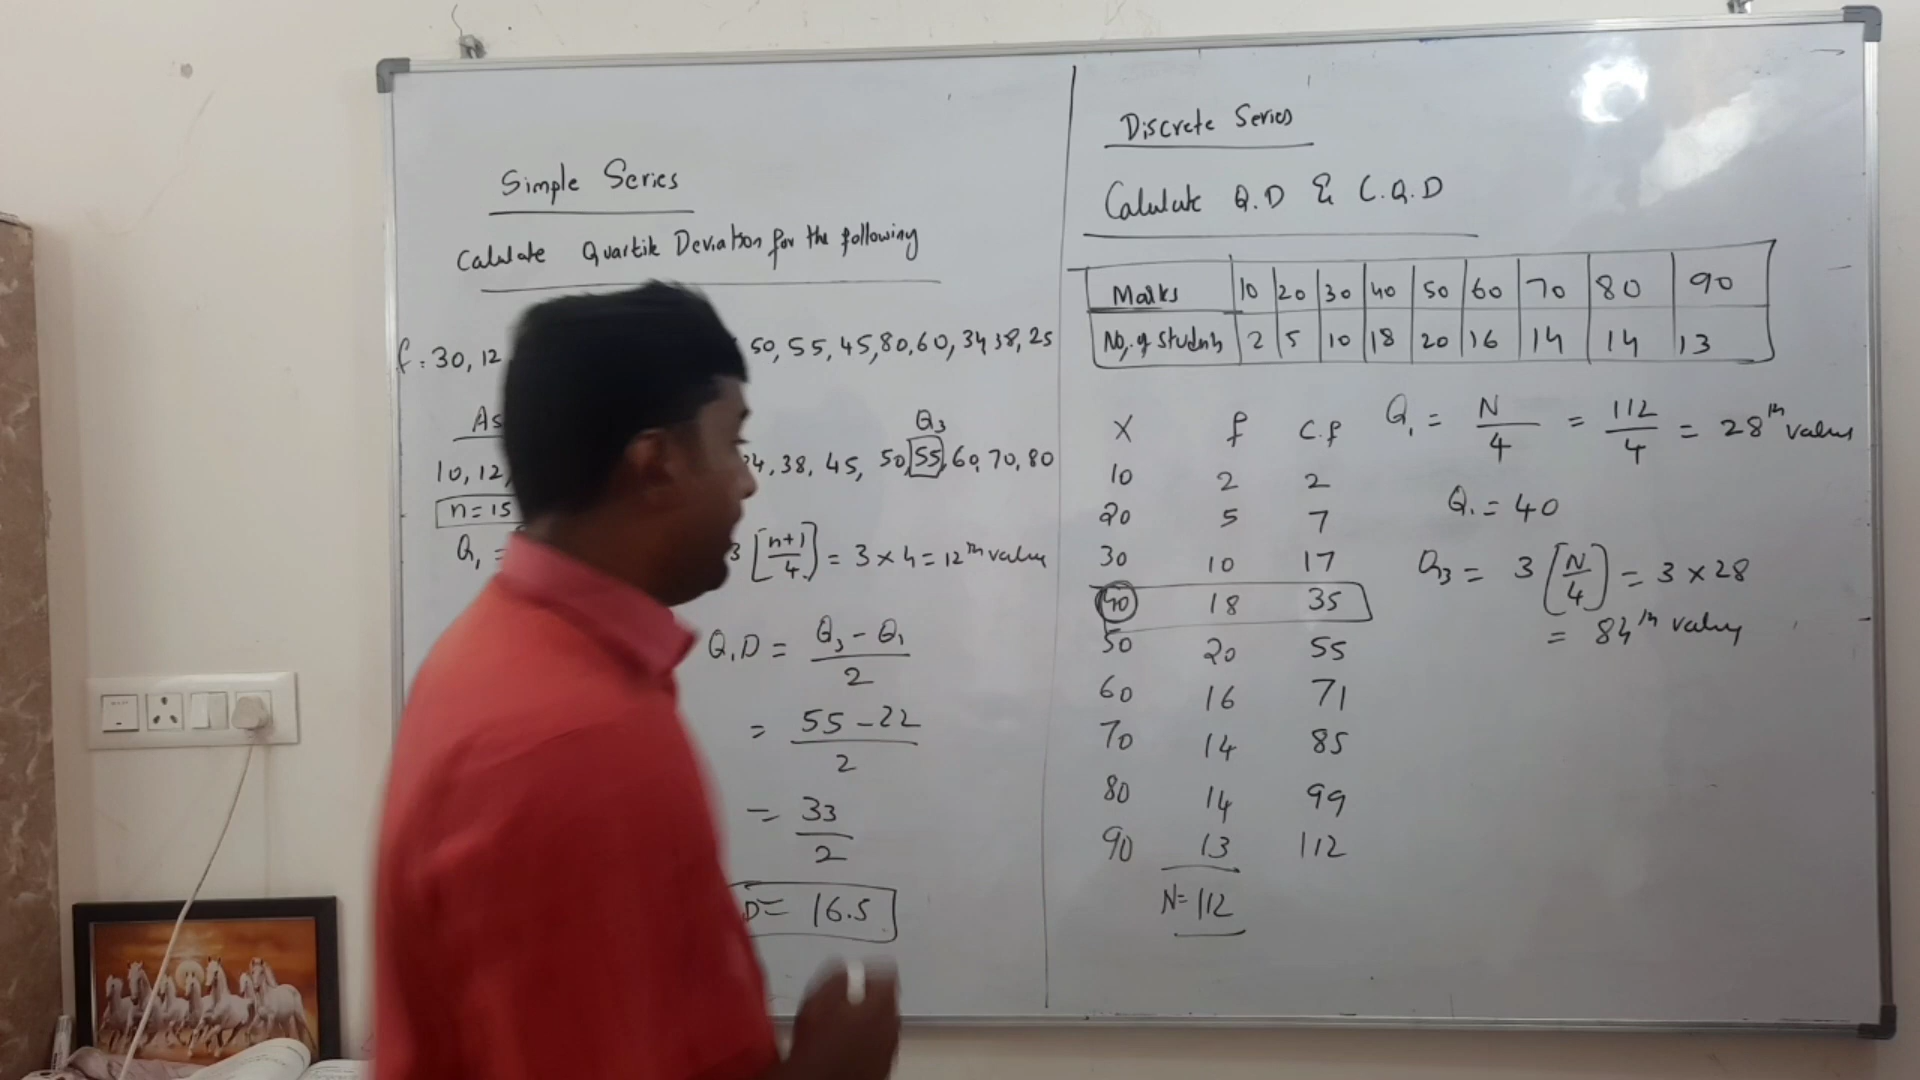 Simple Series
Calculate Quartile Deviation for the following
f: 30, 12 50, 55, 45, 80, 60, 34 38, 25
As
Q3
10, 12, 34, 38, 45, 50, 55, 60, 70, 80
n = 15
Q1 = 3 [n+1/4] = 3 × 4 = 12th value
Q.D = Q3 - Q1 / 2
= 55 - 22 / 2
= 33 / 2
D = 16.5
Discrete Series
Calulate Q.D & C.Q.D
Marks 10 20 30 40 50 60 70 80 90
No, of Students 2 5 10 18 20 16 14 14 13
X f C.f
10 2 2
20 5 7
30 10 17
40 18 35
50 20 55
60 16 71
70 14 85
80 14 99
90 13 112
N = 112
Q1 = N/4 = 112/4 = 28th value
Q1 = 40
Q3 = 3 [N/4] = 3 × 28
= 84th value